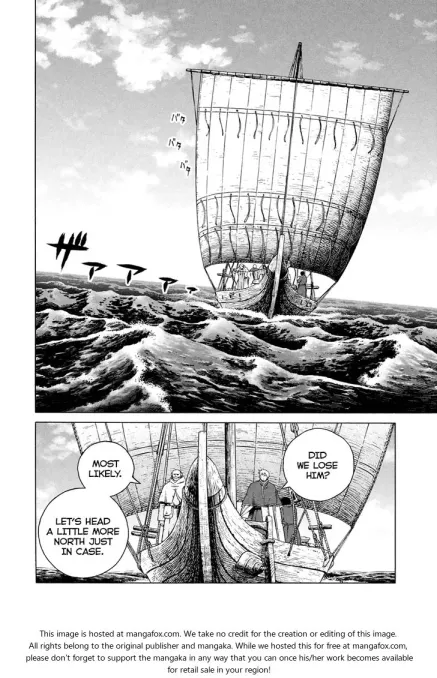 バタ
バタ
バタ
ザアアアア
DID
WE LOSE
HIM?
MOST
LIKELY.
LET'S HEAD
A LITTLE MORE
NORTH JUST
IN CASE.
This image is hosted at mangafox.com. We take no credit for the creation or editing of this image.
All rights belong to the original publisher and mangaka. While we hosted this for free at mangafox.com,
please don't forget to support the mangaka in any way that you can once his/her work becomes available
for retail sale in your region!